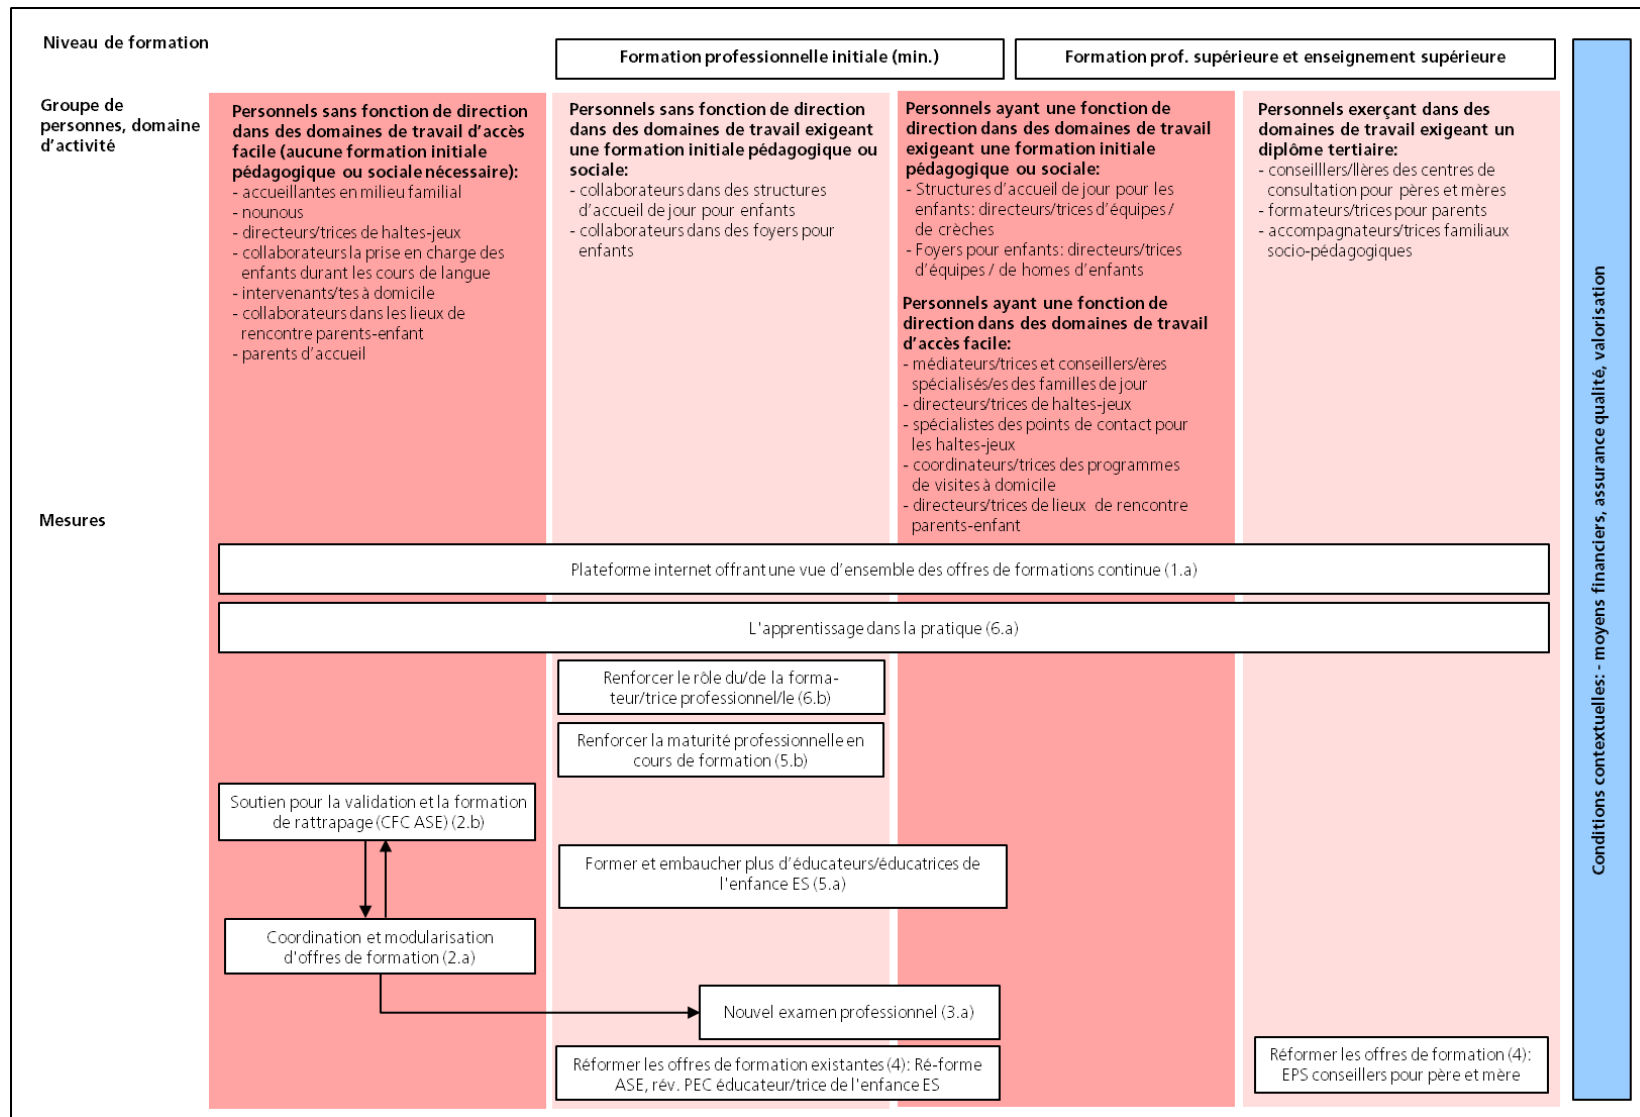 Niveau de formation
Formation professionnelle initiale (min.)
Formation prof. supérieure et enseignement supérieure
Groupe de
personnes, domaine
d'activité
Personnels sans fonction de direction
dans des domaines de travail d'accès
facile (aucune formation initiale
pédagogique ou sociale nécessaire):
- accueillantes en milieu familial
- nounous
- directeurs/trices de haltes-jeux
- collaborateurs la prise en charge des
enfants durant les cours de langue
- intervenants/tes à domicile
- collaborateurs dans les lieux de
rencontre parents-enfant
- parents d'accueil
Personnels sans fonction de direction
dans des domaines de travail exigeant
une formation initiale pédagogique ou
sociale:
- collaborateurs dans des structures
d'accueil de jour pour enfants
- collaborateurs dans des foyers pour
enfants
Personnels ayant une fonction de
direction dans des domaines de travail
exigeant une formation initiale
pédagogique ou sociale:
- Structures d'accueil de jour pour les
enfants: directeurs/trices d'équipes /
de crèches
- Foyers pour enfants: directeurs/trices
d'équipes / de homes d'enfants
Personnels ayant une fonction de
direction dans des domaines de travail
d'accès facile:
- médiateurs/trices et conseillers/ères
spécialisés/es des familles de jour
- directeurs/trices de haltes-jeux
- spécialistes des points de contact pour
les haltes-jeux
- coordinateurs/trices des programmes
de visites à domicile
- directeurs/trices de lieux de rencontre
parents-enfant
Personnels exerçant dans des
domaines de travail exigeant un
diplôme tertiaire:
- conseilllers/llères des centres de
consultation pour pères et mères
- formateurs/trices pour parents
- accompagnateurs/trices familiaux
socio-pédagogiques
Mesures
Plateforme internet offrant une vue d'ensemble des offres de formations continue (1.a)
L'apprentissage dans la pratique (6.a)
Renforcer le rôle du/de la forma-
teur/trice professionnel/le (6.b)
Renforcer la maturité professionnelle en
cours de formation (5.b)
Soutien pour la validation et la formation
de rattrapage (CFC ASE) (2.b)
Former et embaucher plus d'éducateurs/éducatrices de
l'enfance ES (5.a)
Coordination et modularisation
d'offres de formation (2.a)
Nouvel examen professionnel (3.a)
Réformer les offres de formation existantes (4): Ré-forme
ASE, rév. PEC éducateur/trice de l'enfance ES
Réformer les offres de formation (4):
EPS conseillers pour père et mère
Conditions contextuelles: - moyens financiers, assurance qualité, valorisation